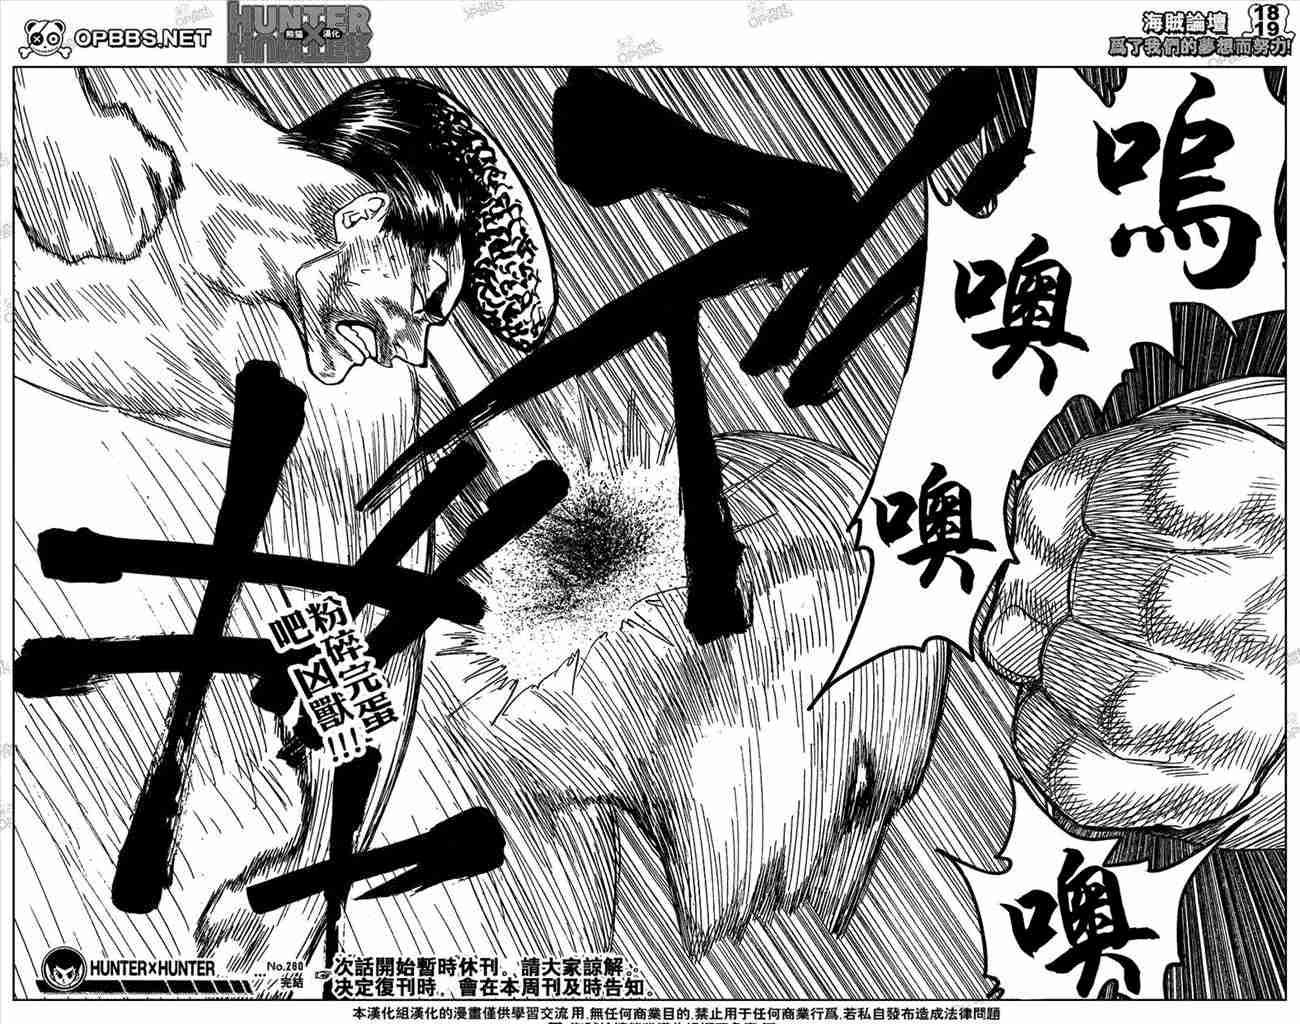 OPBBS.NET
HUNTER×HUNTER
熊貓 漢化
海賊論壇
爲了我們的夢想而努力!
18
19
嗚
噢
噢
噢
粉碎完蛋
吧凶獸!!!
HUNTER×HUNTER
No.280
完結
次話開始暫時休刊。請大家諒解。
决定復刊時，會在本周刊及時告知。
本漢化組漢化的漫畫僅供學習交流用,無任何商業目的,禁止用于任何商業行爲,若私自發布造成法律問題